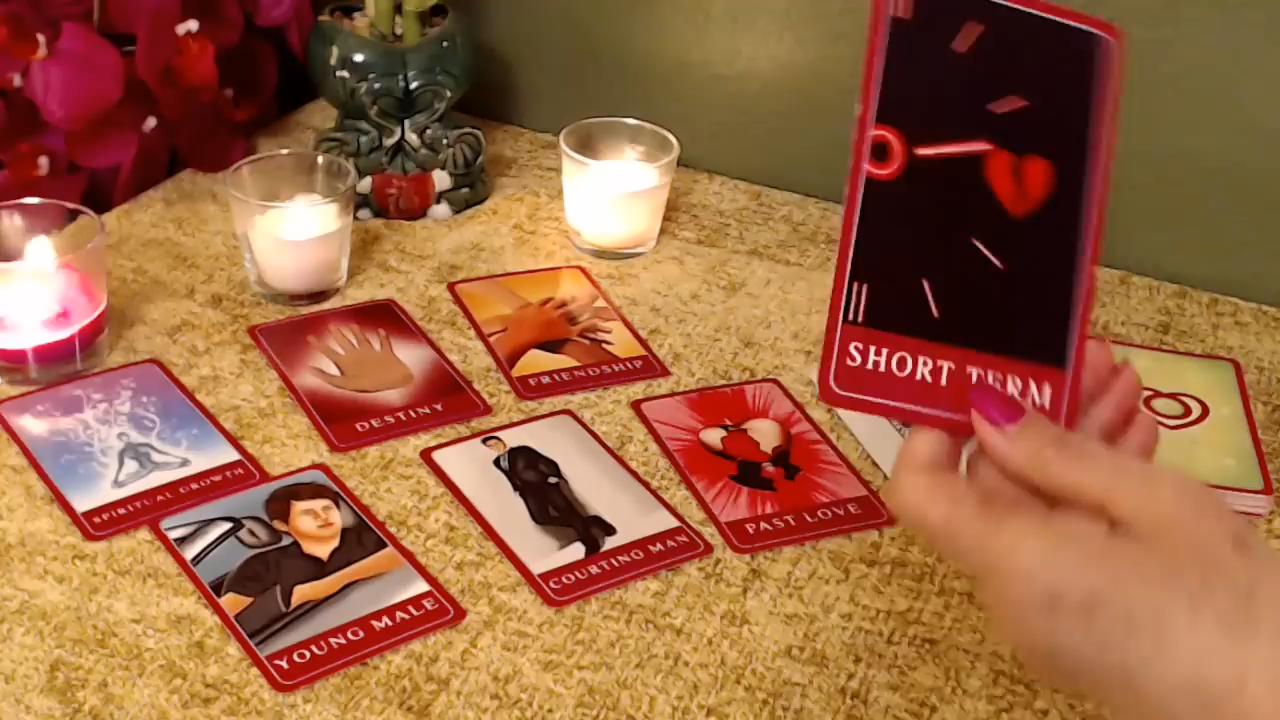 SHORT TERM
FRIENDSHIP
DESTINY
SPIRITUAL GROWTH
PAST LOVE
COURTING MAN
YOUNG MALE